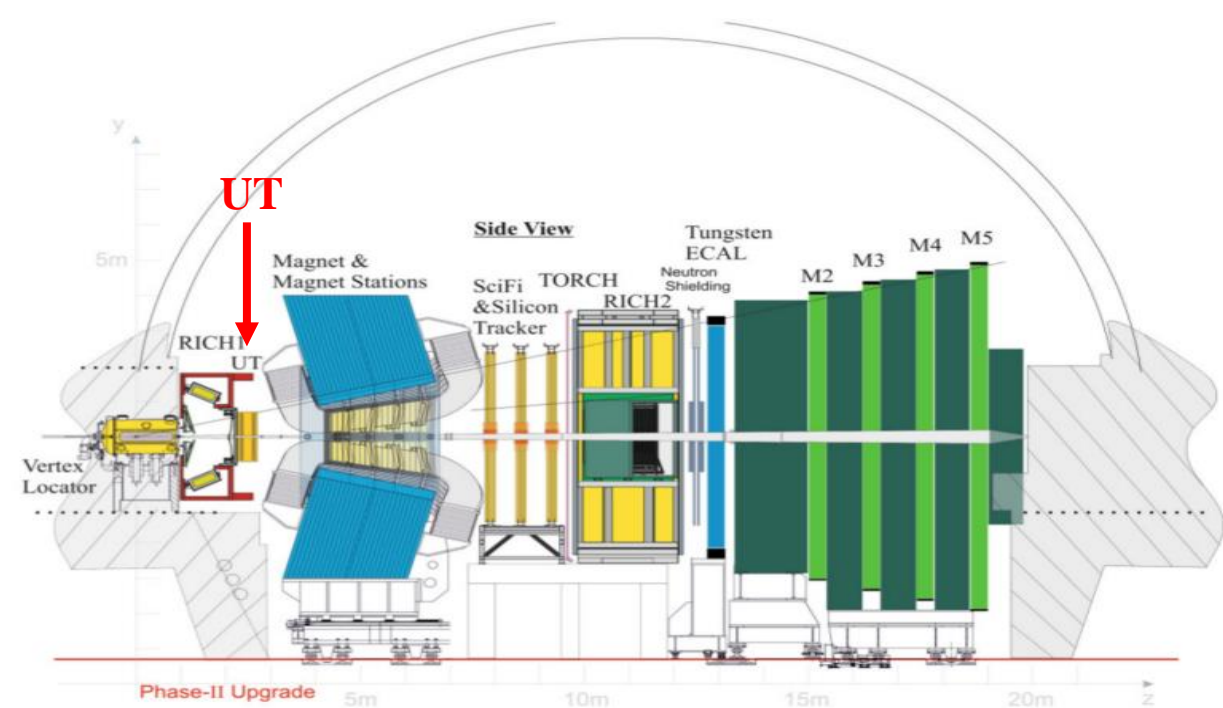 y
UT
5m
Side View
Magnet &
Magnet Stations
SciFi
&Silicon
Tracker
TORCH
RICH2
Tungsten
ECAL
Neutron
Shielding
M2
M3
M4
M5
RICH1
UT
Vertex
Locator
Phase-II Upgrade
5m
10m
15m
20m
z